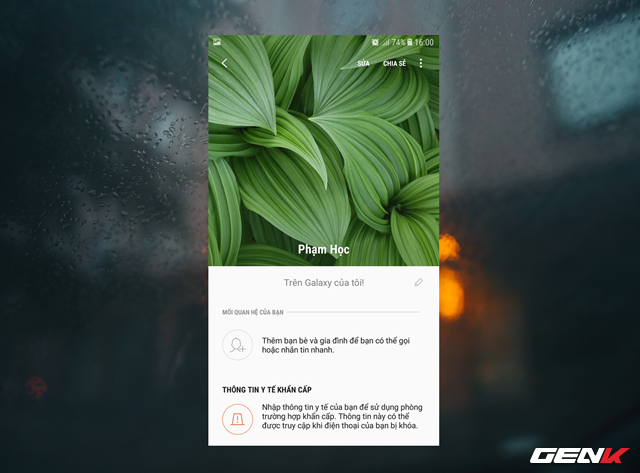 74% 16:00
SỬA CHIA SẺ
Phạm Học
Trên Galaxy của tôi!
MỐI QUAN HỆ CỦA BẠN
Thêm bạn bè và gia đình để bạn có thể gọi
hoặc nhắn tin nhanh.
THÔNG TIN Y TẾ KHẨN CẤP
Nhập thông tin y tế của bạn để sử dụng phòng
trường hợp khẩn cấp. Thông tin này có thể
được truy cập khi điện thoại của bạn bị khóa.
GENK